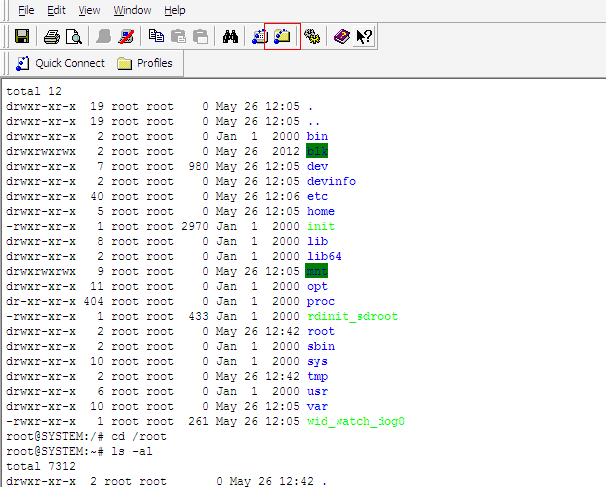 File Edit View Window Help
Quick Connect Profiles
total 12
drwxr-xr-x 19 root root 0 May 26 12:05 .
drwxr-xr-x 19 root root 0 May 26 12:05 ..
drwxr-xr-x 2 root root 0 Jan 1 2000 bin
drwxrwxrwx 2 root root 0 May 26 2012 blk
drwxr-xr-x 7 root root 980 May 26 12:05 dev
drwxr-xr-x 2 root root 0 May 26 12:05 devinfo
drwxr-xr-x 40 root root 0 May 26 12:06 etc
drwxr-xr-x 5 root root 0 May 26 12:05 home
-rwxr-xr-x 1 root root 2970 Jan 1 2000 init
drwxr-xr-x 8 root root 0 Jan 1 2000 lib
drwxr-xr-x 2 root root 0 Jan 1 2000 lib64
drwxrwxrwx 9 root root 0 May 26 12:05 mnt
drwxr-xr-x 11 root root 0 Jan 1 2000 opt
dr-xr-xr-x 404 root root 0 Jan 1 2000 proc
-rwxr-xr-x 1 root root 433 Jan 1 2000 rdinit_sdroot
drwxr-xr-x 2 root root 0 May 26 12:42 root
drwxr-xr-x 2 root root 0 Jan 1 2000 sbin
drwxr-xr-x 10 root root 0 Jan 1 2000 sys
drwxr-xr-x 2 root root 0 May 26 12:42 tmp
drwxr-xr-x 6 root root 0 Jan 1 2000 usr
drwxr-xr-x 10 root root 0 May 26 12:05 var
-rwxr-xr-x 1 root root 261 May 26 12:05 wid_watch_dog0
root@SYSTEM:/# cd /root
root@SYSTEM:~# ls -al
total 7312
drwxr-xr-x 2 root root 0 May 26 12:42 .